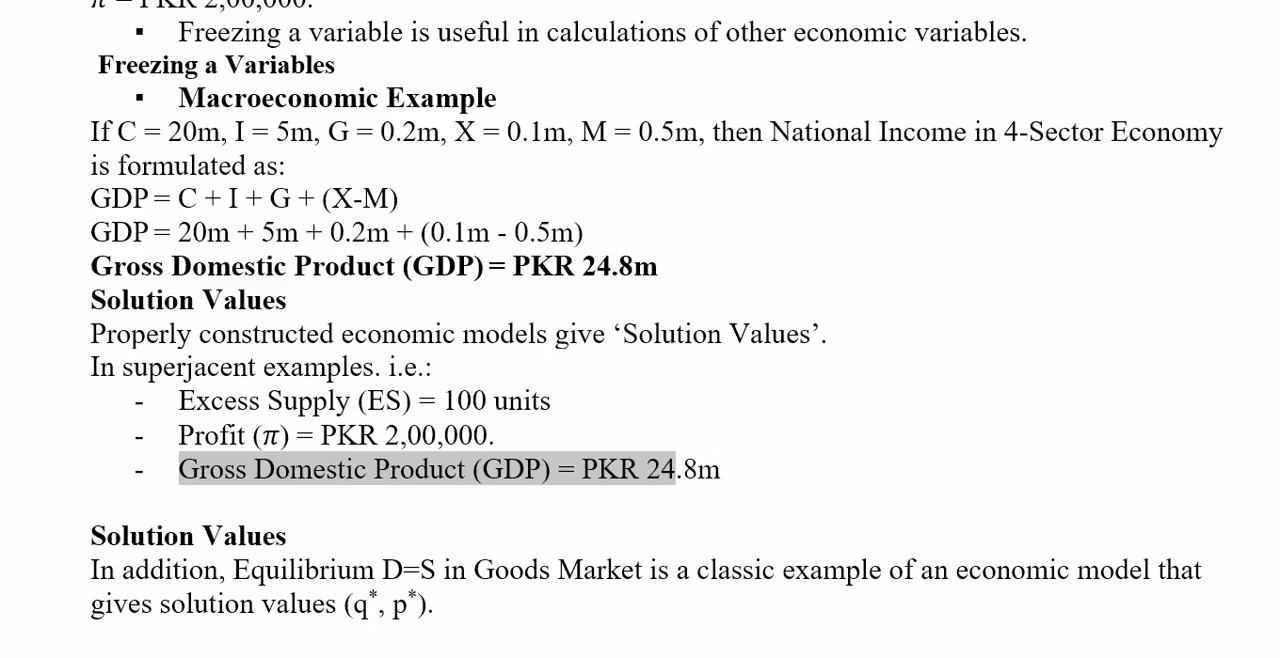 π = PKR 2,00,000.
▪ Freezing a variable is useful in calculations of other economic variables.
Freezing a Variables
▪ Macroeconomic Example
If C = 20m, I = 5m, G = 0.2m, X = 0.1m, M = 0.5m, then National Income in 4-Sector Economy
is formulated as:
GDP = C + I + G + (X-M)
GDP = 20m + 5m + 0.2m + (0.1m - 0.5m)
Gross Domestic Product (GDP) = PKR 24.8m
Solution Values
Properly constructed economic models give ‘Solution Values’.
In superjacent examples. i.e.:
- Excess Supply (ES) = 100 units
- Profit (π) = PKR 2,00,000.
- Gross Domestic Product (GDP) = PKR 24.8m
Solution Values
In addition, Equilibrium D=S in Goods Market is a classic example of an economic model that
gives solution values (q*, p*).